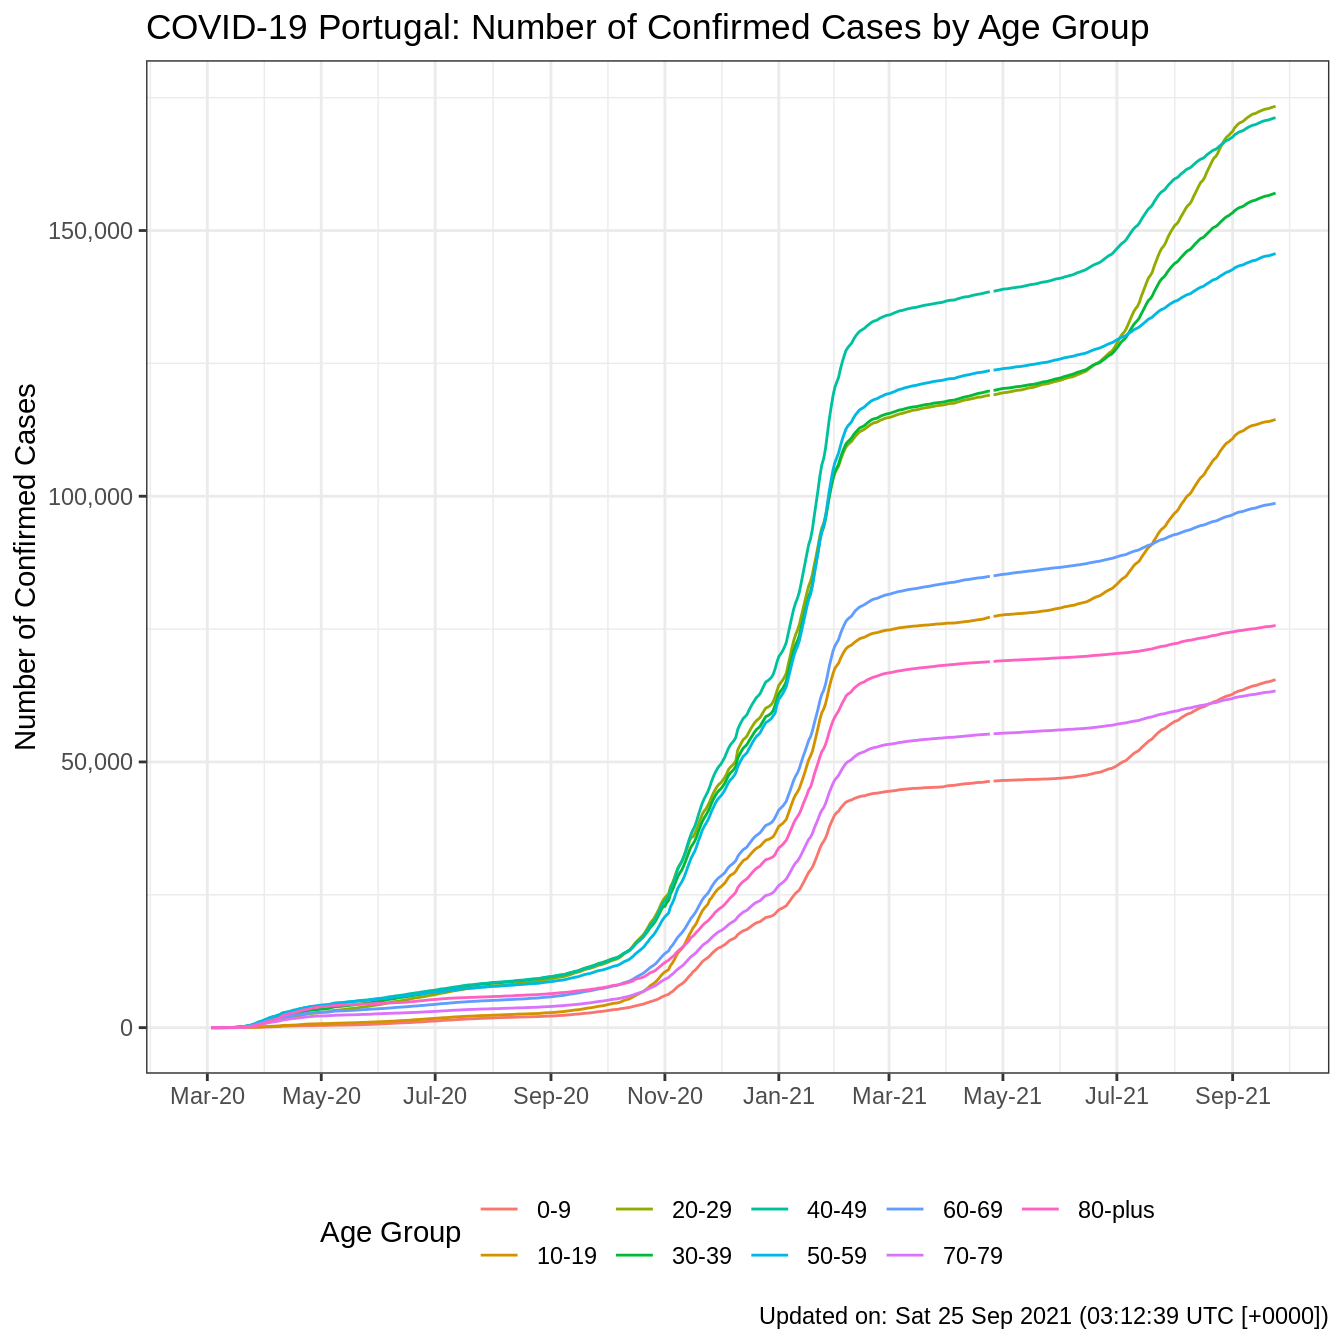 COVID-19 Portugal: Number of Confirmed Cases by Age Group
Number of Confirmed Cases
150,000
100,000
50,000
0
Mar-20 May-20 Jul-20 Sep-20 Nov-20 Jan-21 Mar-21 May-21 Jul-21 Sep-21
Age Group
0-9 20-29 40-49 60-69 80-plus
10-19 30-39 50-59 70-79
Updated on: Sat 25 Sep 2021 (03:12:39 UTC [+0000])